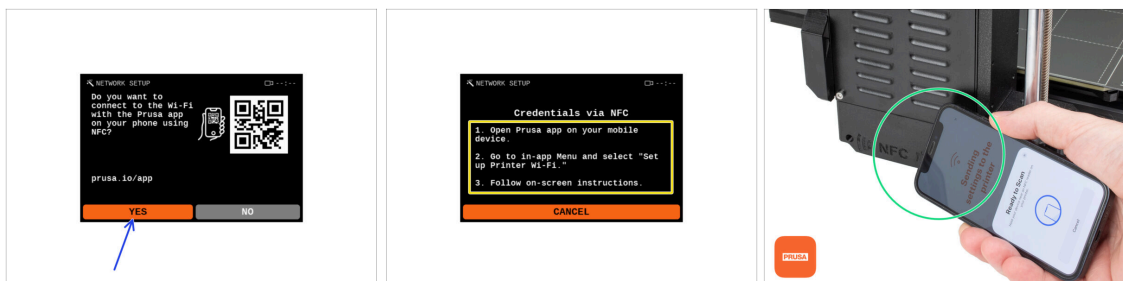 NETWORK SETUP
--:--
Do you want to
connect to the Wi-Fi
with the Prusa app
on your phone using
NFC?
prusa.io/app
YES
NO
NETWORK SETUP
--:--
Credentials via NFC
1. Open Prusa app on your mobile
device.
2. Go to in-app Menu and select "Set
up Printer Wi-Fi."
3. Follow on-screen instructions.
CANCEL
NFC
Sending
settings to the
printer
Ready to Scan
Cancel
PRUSA